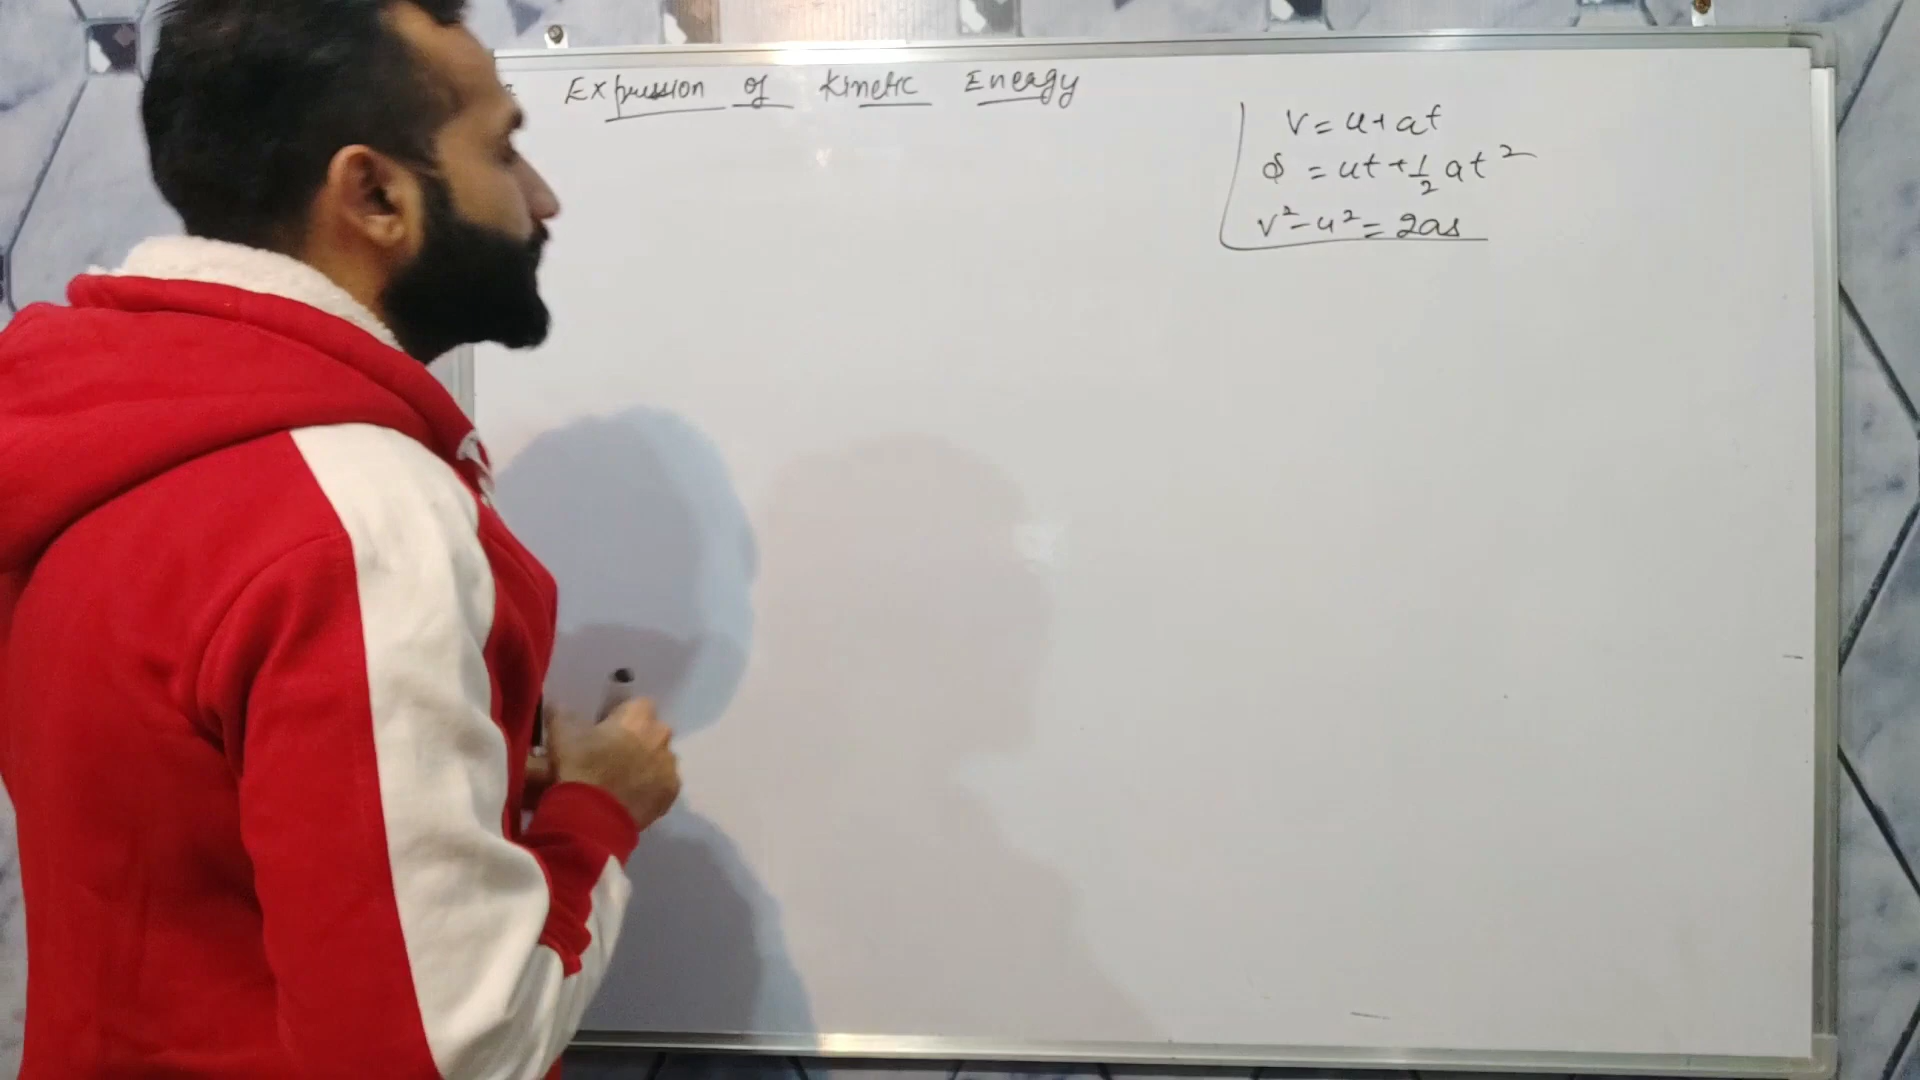 Expression of Kinetic Energy
V = u + at
S = ut + 1/2 at²
v² - u² = 2as